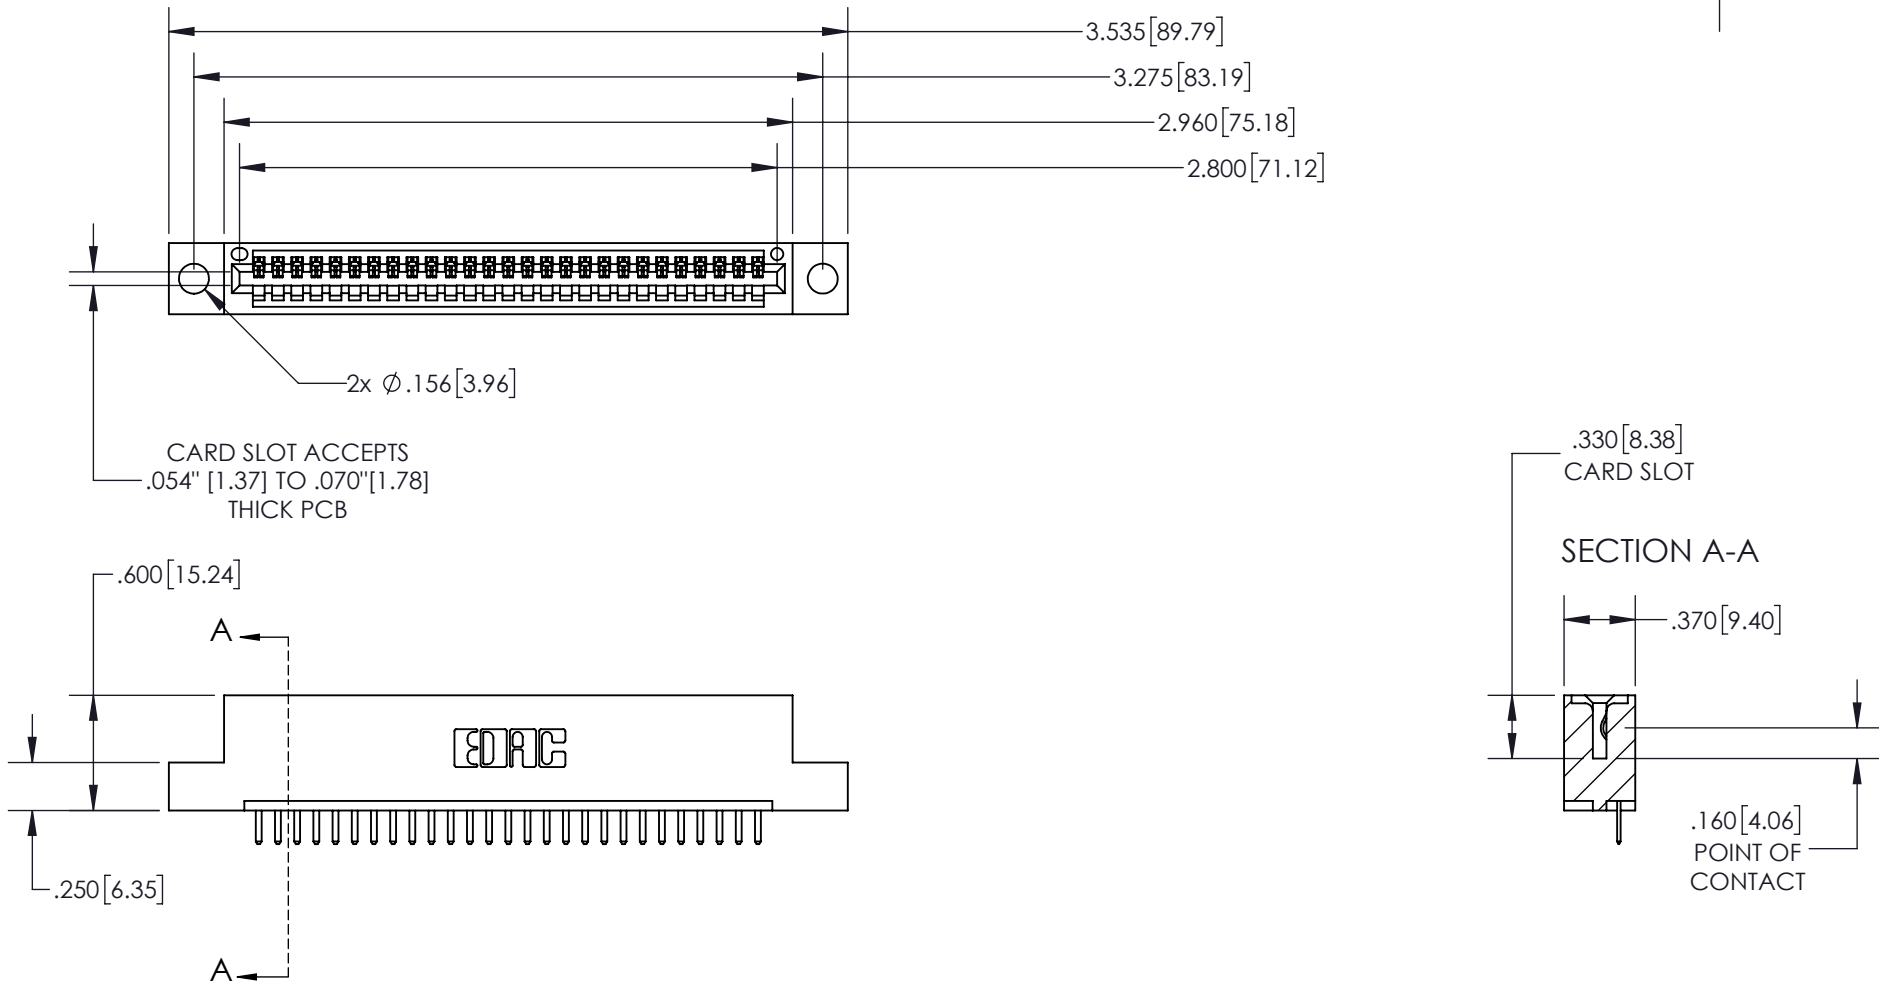 3.535[89.79]
3.275[83.19]
2.960[75.18]
2.800[71.12]
2x ⌀.156[3.96]
CARD SLOT ACCEPTS
.054" [1.37] TO .070"[1.78]
THICK PCB
.330[8.38]
CARD SLOT
SECTION A-A
.600[15.24]
A
.370[9.40]
EDAC
.160[4.06]
POINT OF
CONTACT
.250[6.35]
A